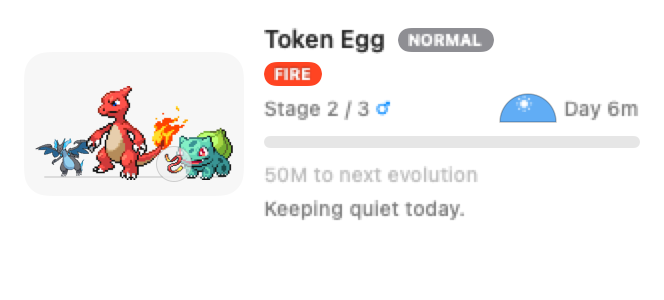 Token Egg NORMAL
FIRE
Stage 2 / 3 ♂ Day 6m
50M to next evolution
Keeping quiet today.